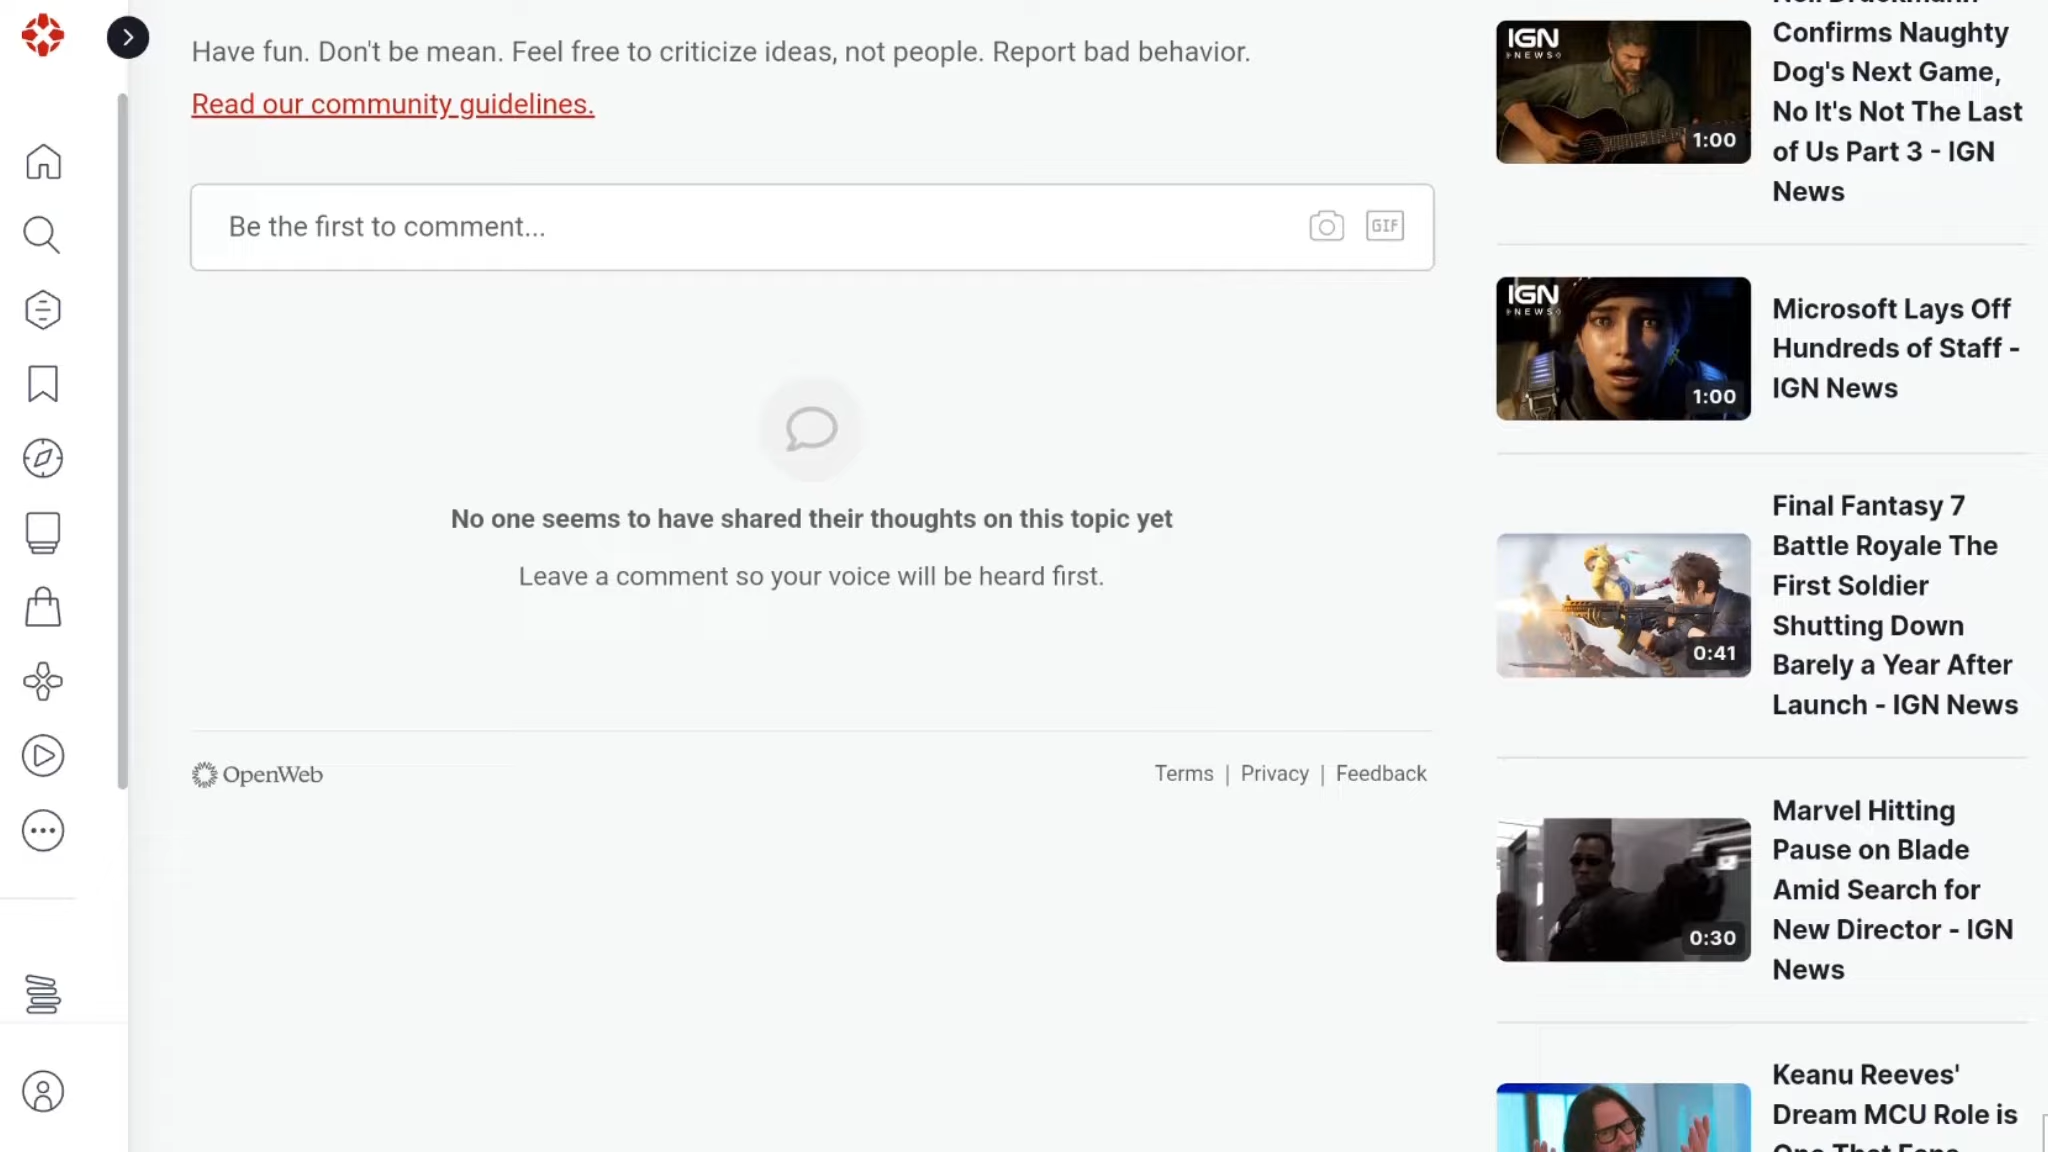 Have fun. Don't be mean. Feel free to criticize ideas, not people. Report bad behavior.
Read our community guidelines.
Be the first to comment...
GIF
No one seems to have shared their thoughts on this topic yet
Leave a comment so your voice will be heard first.
OpenWeb
Terms | Privacy | Feedback
IGN
NEWS
1:00
Confirms Naughty
Dog's Next Game,
No It's Not The Last
of Us Part 3 - IGN
News
IGN
NEWS
1:00
Microsoft Lays Off
Hundreds of Staff -
IGN News
0:41
Final Fantasy 7
Battle Royale The
First Soldier
Shutting Down
Barely a Year After
Launch - IGN News
0:30
Marvel Hitting
Pause on Blade
Amid Search for
New Director - IGN
News
Keanu Reeves'
Dream MCU Role is